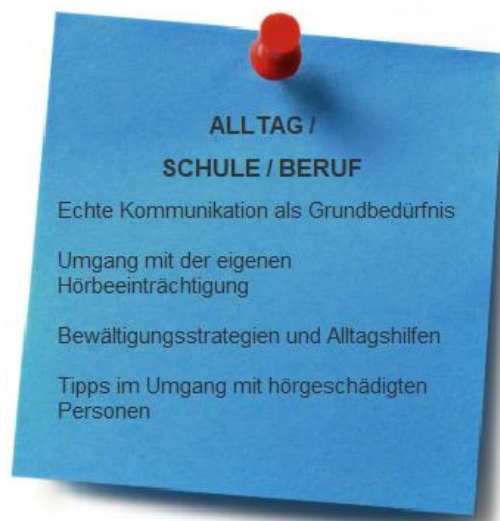 ALLTAG /
SCHULE / BERUF
Echte Kommunikation als Grundbedürfnis
Umgang mit der eigenen
Hörbeeinträchtigung
Bewältigungsstrategien und Alltagshilfen
Tipps im Umgang mit hörgeschädigten
Personen